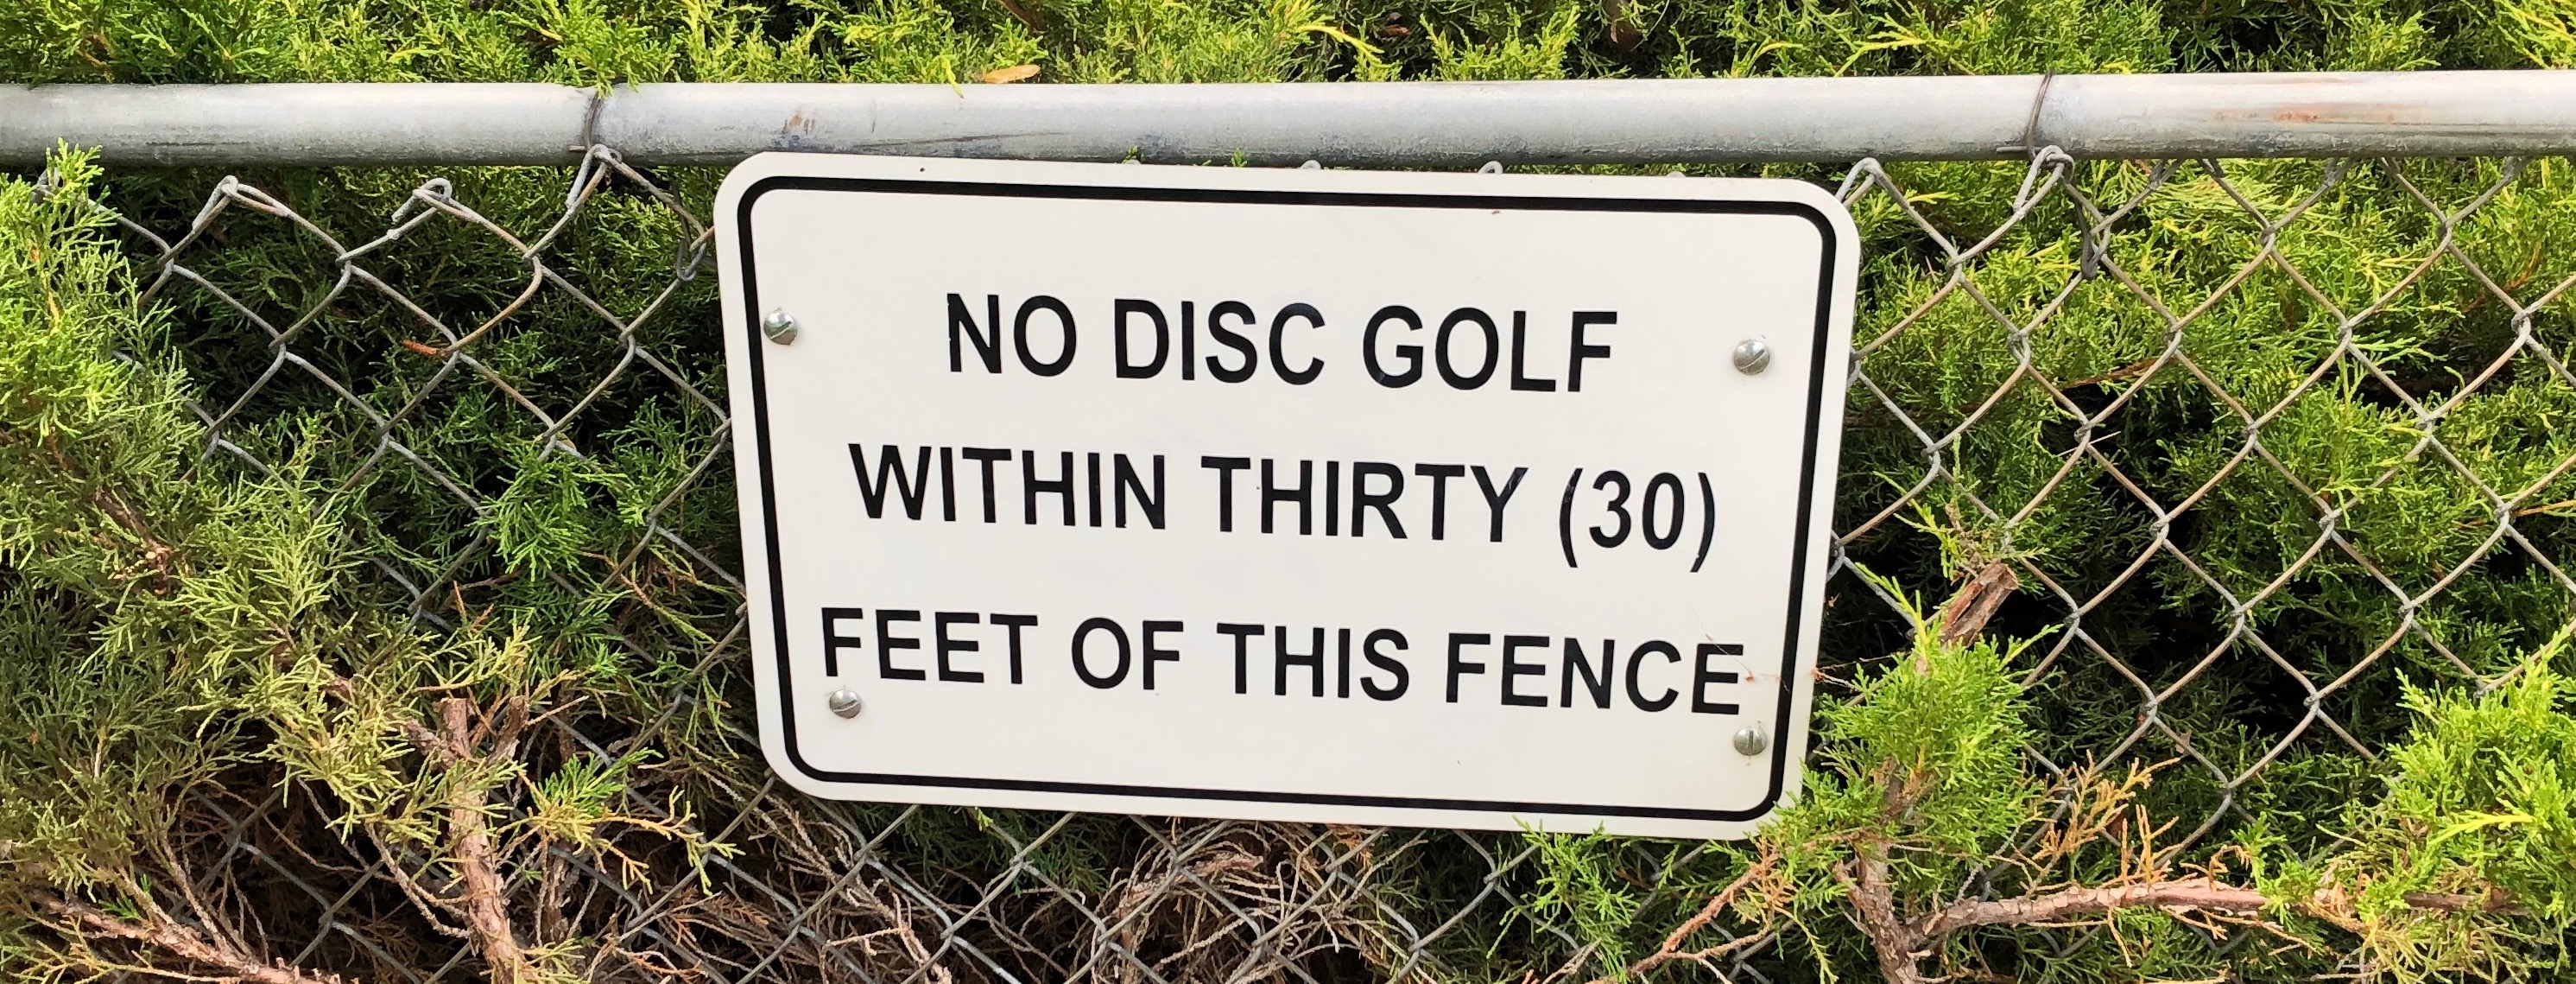 NO DISC GOLF
WITHIN THIRTY (30)
FEET OF THIS FENCE